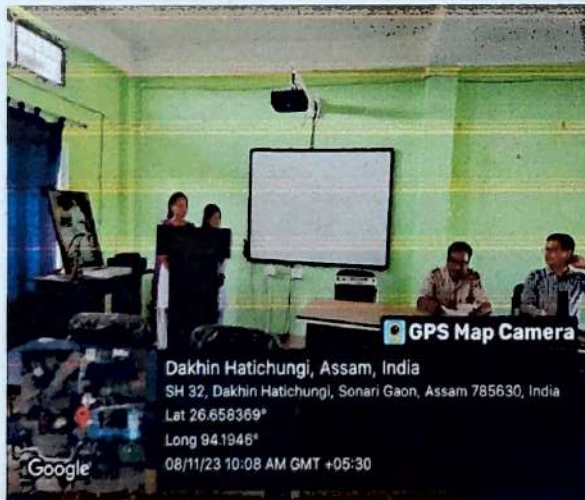 GPS Map Camera
Dakhin Hatichungi, Assam, India
SH 32, Dakhin Hatichungi, Sonari Gaon, Assam 785630, India
Lat 26.658369°
Long 94.1946°
08/11/23 10:08 AM GMT +05:30
Google